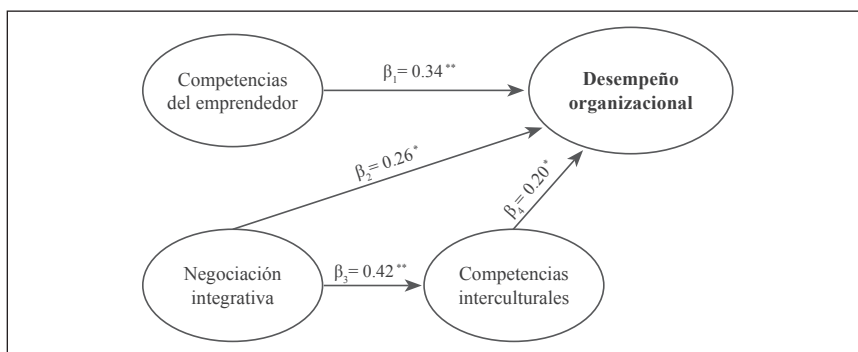 Competencias
del emprendedor
β1= 0.34 **
Desempeño
organizacional
β2= 0.26*
β4= 0.20*
Negociación
integrativa
β3= 0.42 **
Competencias
interculturales